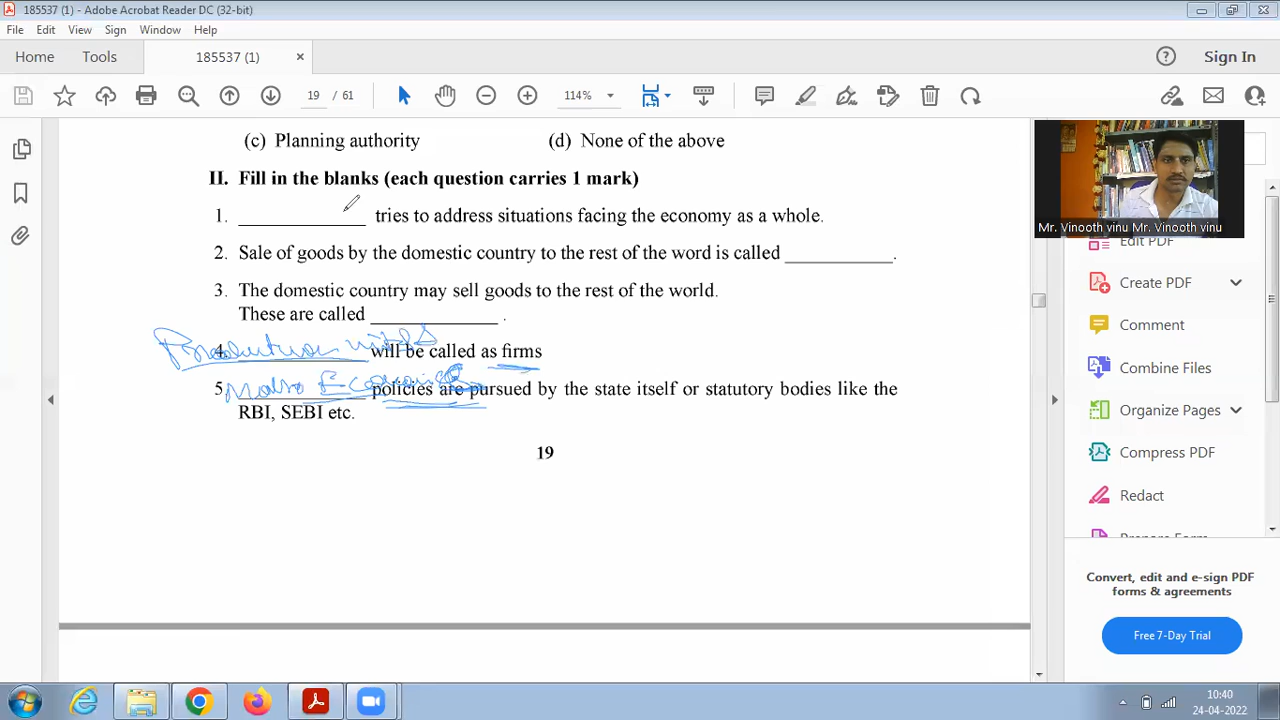 185537 (1) - Adobe Acrobat Reader DC (32-bit)
File Edit View Sign Window Help
Home Tools 185537 (1) × Sign In
19 / 61 114%
(c) Planning authority (d) None of the above
II. Fill in the blanks (each question carries 1 mark)
1. ____________ tries to address situations facing the economy as a whole.
2. Sale of goods by the domestic country to the rest of the word is called ____________.
3. The domestic country may sell goods to the rest of the world.
These are called ____________ .
4. Production units will be called as firms
5. Economics policies are pursued by the state itself or statutory bodies like the
RBI, SEBI etc.
19
Mr. Vinooth vinu Mr. Vinooth vinu
Edit PDF
Create PDF
Comment
Combine Files
Organize Pages
Compress PDF
Redact
Prepare Form
Convert, edit and e-sign PDF
forms & agreements
Free 7-Day Trial
10:40
24-04-2022